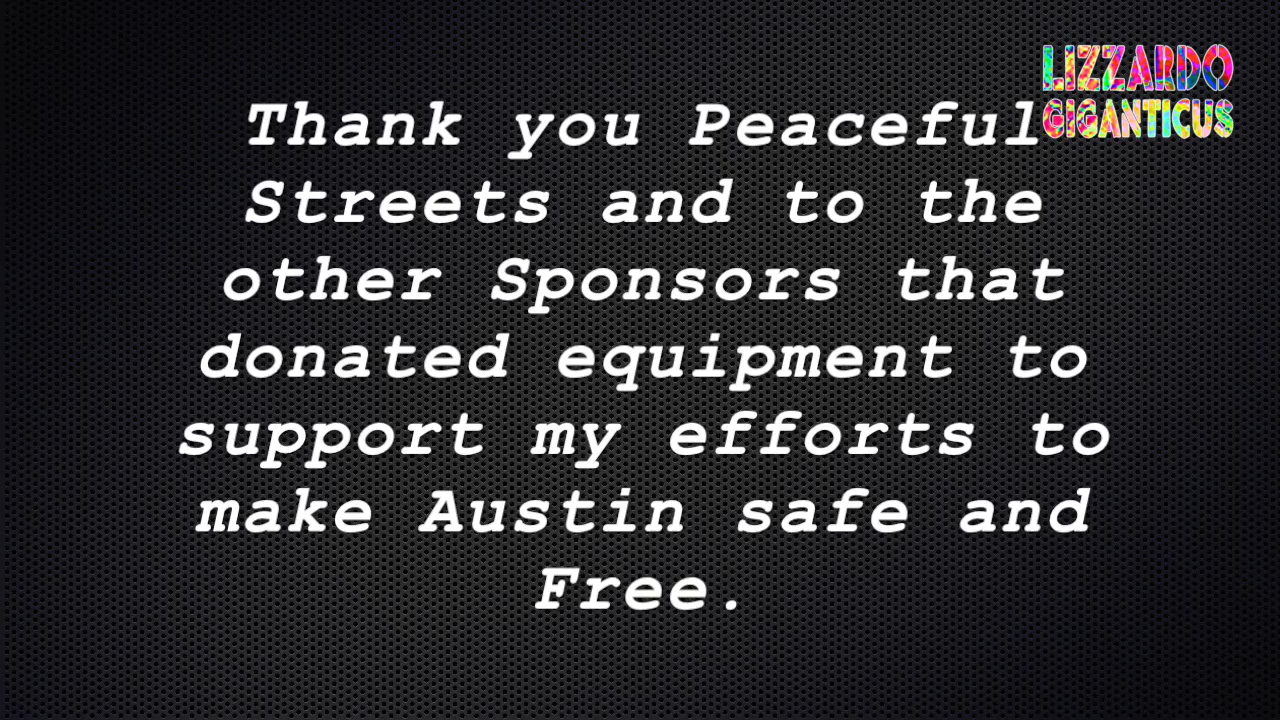 LIZZARDO
GIGANTICUS
Thank you Peaceful
Streets and to the
other Sponsors that
donated equipment to
support my efforts to
make Austin safe and
Free.